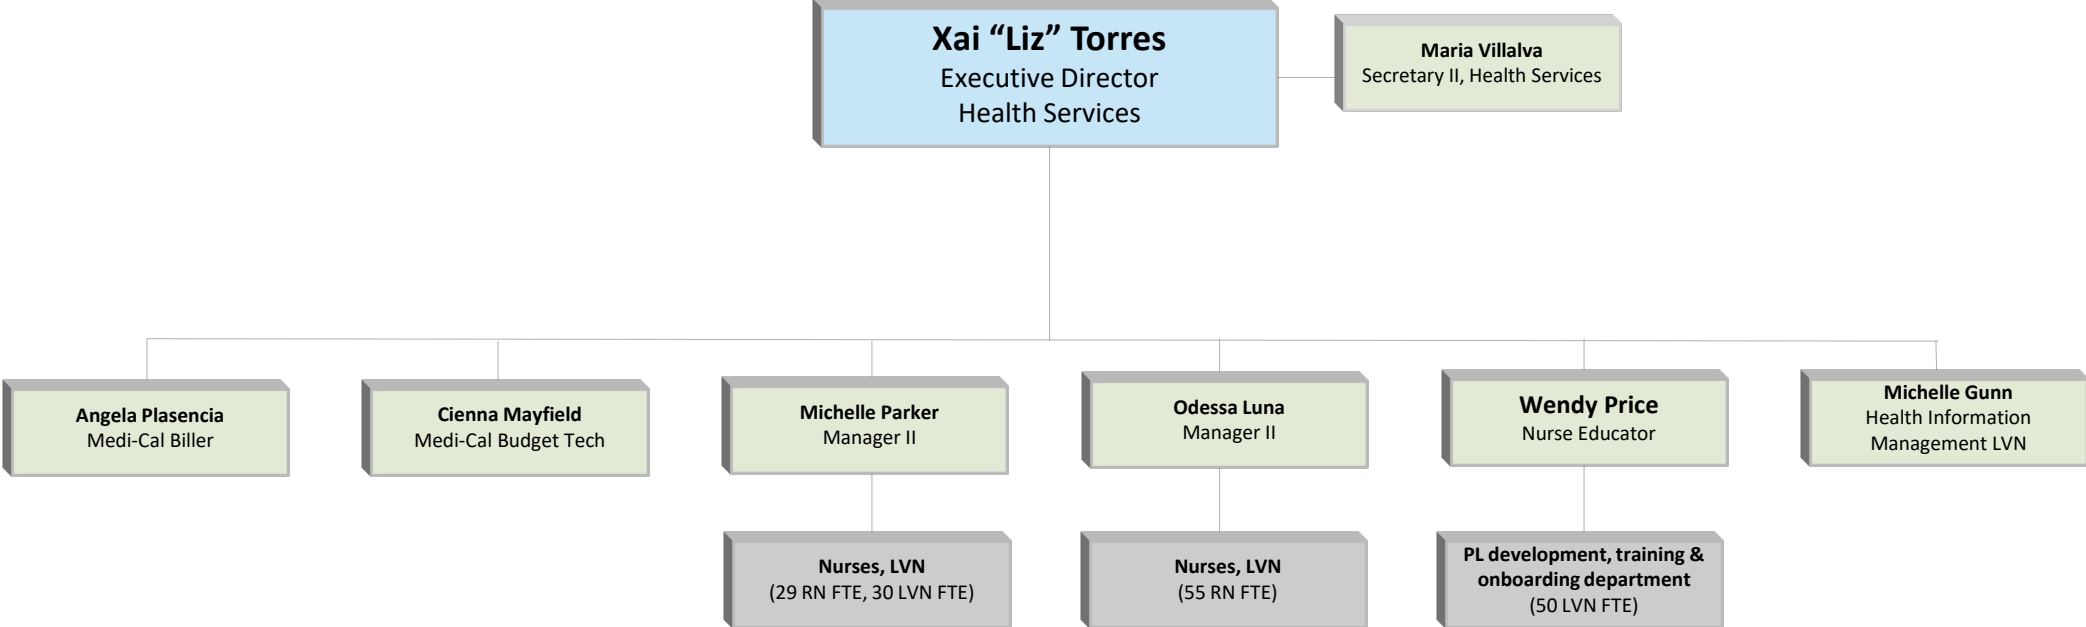 Xai “Liz” Torres
Executive Director
Health Services
Maria Villalva
Secretary II, Health Services
Angela Plasencia
Medi-Cal Biller
Cienna Mayfield
Medi-Cal Budget Tech
Michelle Parker
Manager II
Odessa Luna
Manager II
Wendy Price
Nurse Educator
Michelle Gunn
Health Information
Management LVN
Nurses, LVN
(29 RN FTE, 30 LVN FTE)
Nurses, LVN
(55 RN FTE)
PL development, training &
onboarding department
(50 LVN FTE)